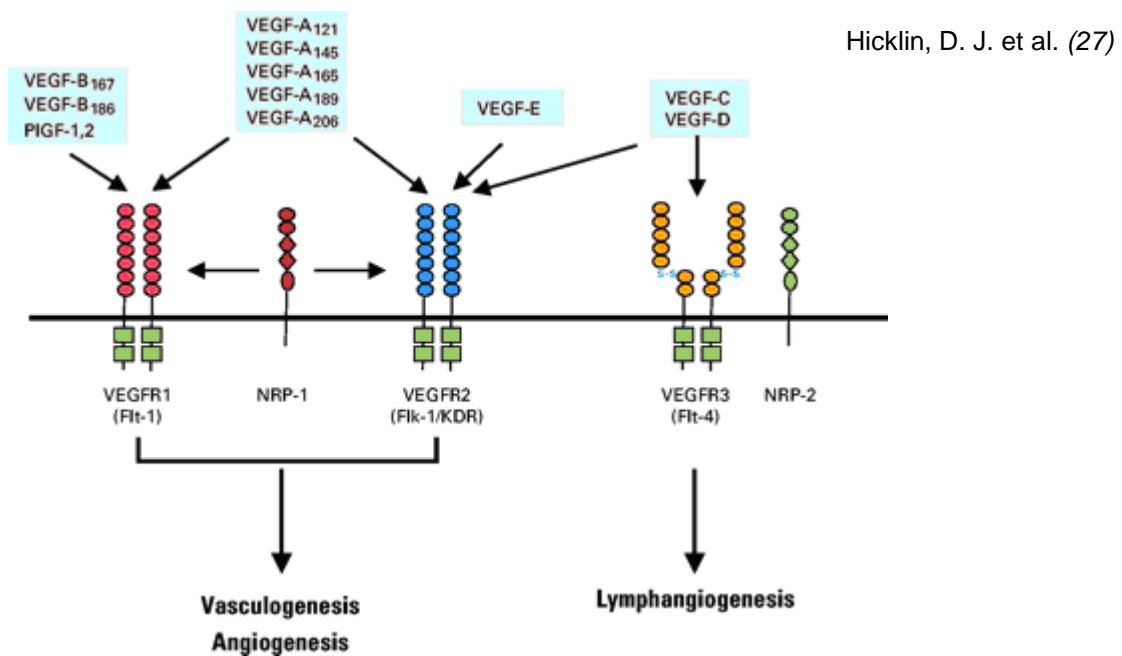 Hicklin, D. J. et al. (27)
VEGF-A121
VEGF-A145
VEGF-A165
VEGF-A189
VEGF-A206
VEGF-B167
VEGF-B186
PlGF-1,2
VEGF-E
VEGF-C
VEGF-D
S-S
S-S
VEGFR1
(Flt-1)
NRP-1
VEGFR2
(Flk-1/KDR)
VEGFR3
(Flt-4)
NRP-2
Vasculogenesis
Angiogenesis
Lymphangiogenesis